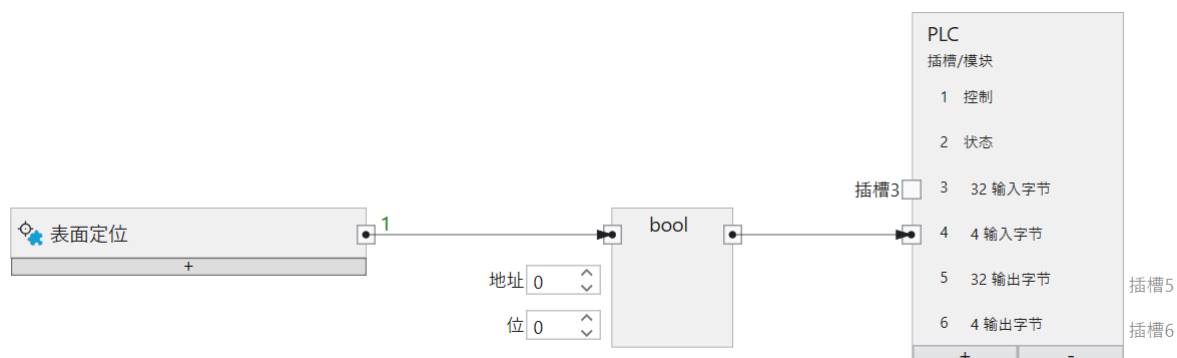 PLC
插槽/模块
1 控制
2 状态
插槽3
3 32 输入字节
表面定位
1
+
bool
4 4 输入字节
地址 0
位 0
5 32 输出字节
插槽5
6 4 输出字节
插槽6
+ -